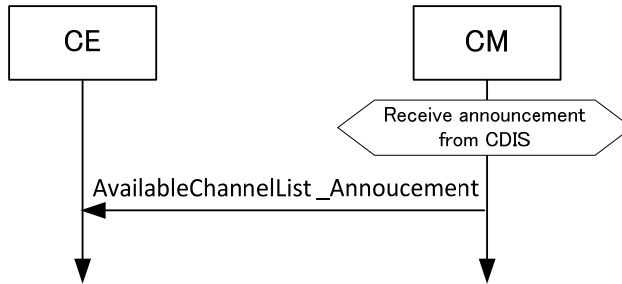 CE
CM
Receive announcement
from CDIS
AvailableChannelList _Annoucement